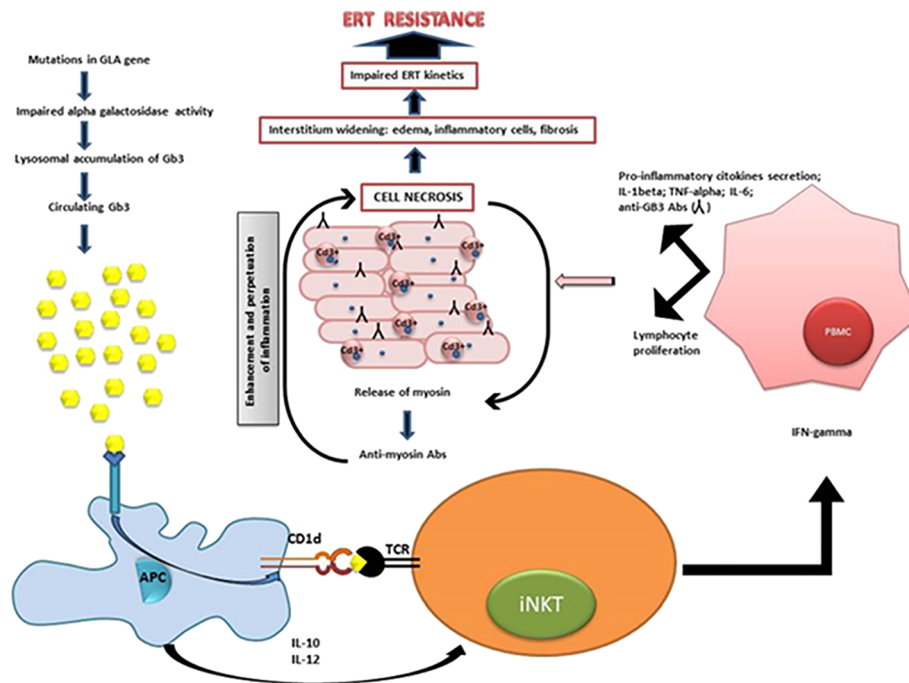 ERT RESISTANCE
Mutations in GLA gene
Impaired alpha galactosidase activity
Lysosomal accumulation of Gb3
Circulating Gb3
Impaired ERT kinetics
Interstitium widening: edema, inflammatory cells, fibrosis
CELL NECROSIS
Cd3+
Cd3+
Cd3+
Cd3+
Cd3+
Cd3+
Cd3+
Cd3+
Enhancement and perpetuation
of inflammation
Release of myosin
Anti-myosin Abs
Pro-inflammatory citokines secretion;
IL-1beta; TNF-alpha; IL-6;
anti-GB3 Abs ( )
Lymphocyte
proliferation
PBMC
IFN-gamma
APC
CD1d
TCR
iNKT
IL-10
IL-12